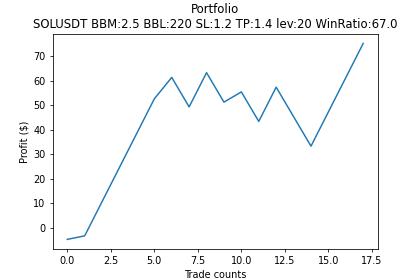 Portfolio
SOLUSDT BBM:2.5 BBL:220 SL:1.2 TP:1.4 lev:20 WinRatio:67.0
70
60
50
40
30
20
10
0
Profit ($)
0.0 2.5 5.0 7.5 10.0 12.5 15.0 17.5
Trade counts